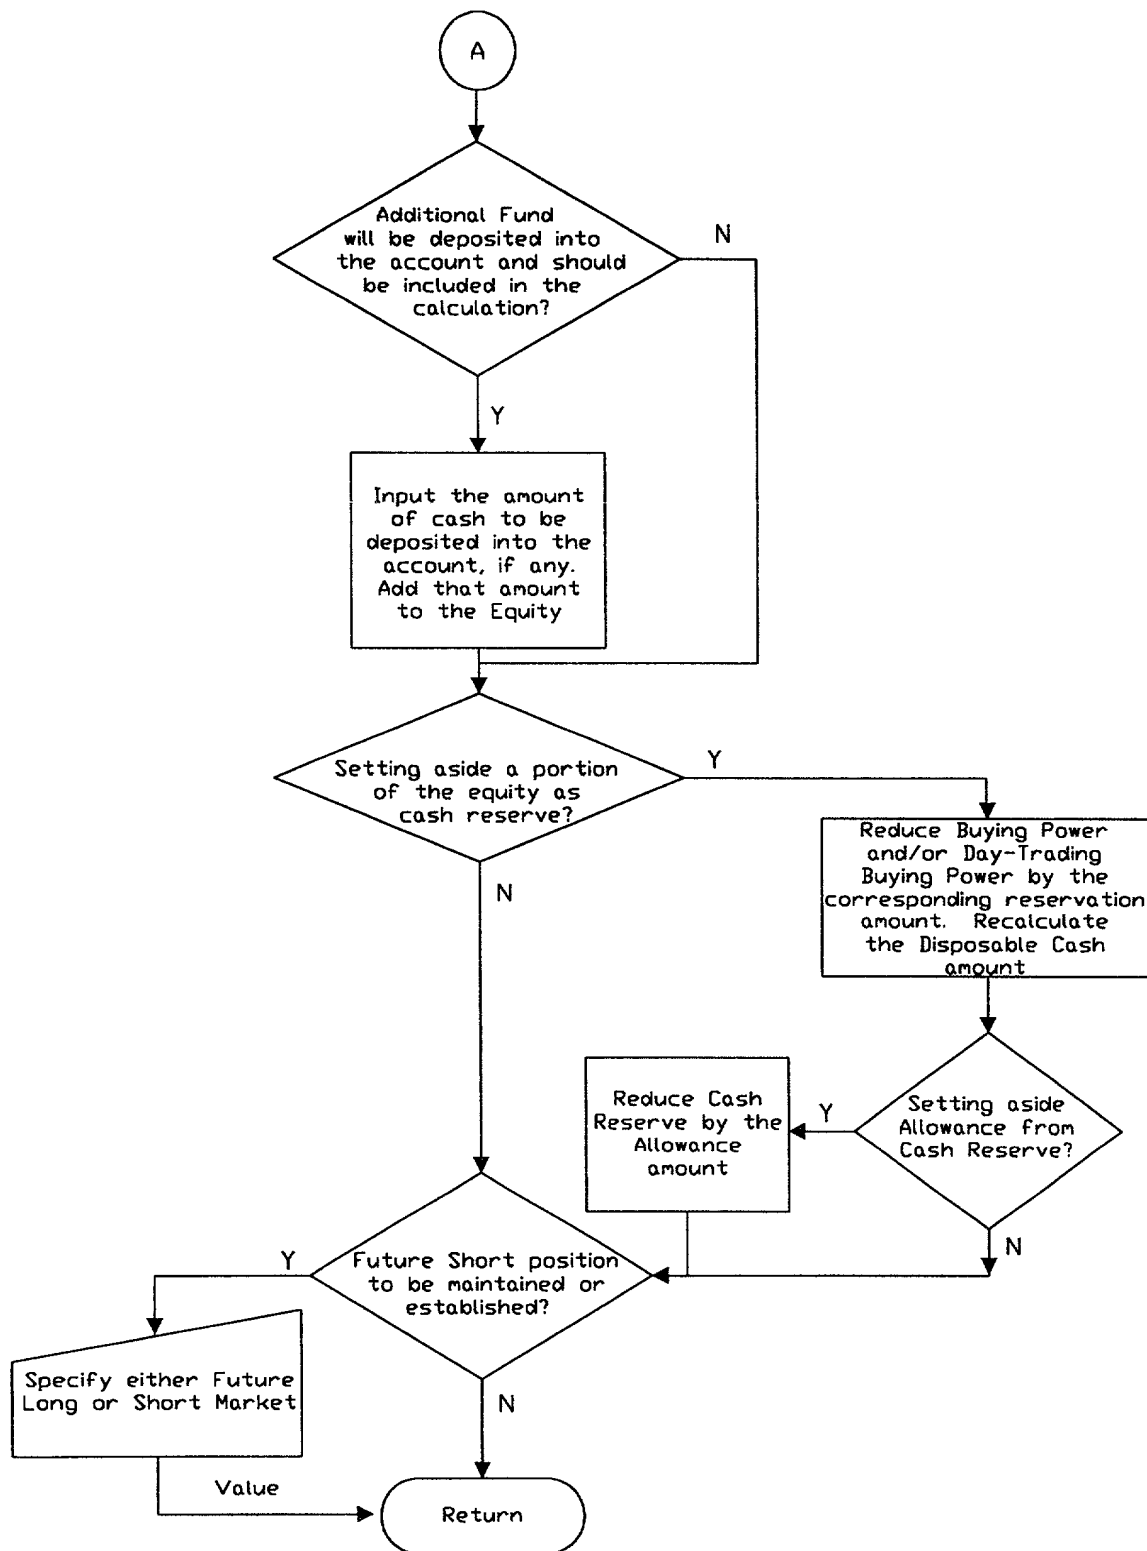 A
Additional Fund
will be deposited into
the account and should
be included in the
calculation?
N
Y
Input the amount
of cash to be
deposited into the
account, if any.
Add that amount
to the Equity
Setting aside a portion
of the equity as
cash reserve?
Y
N
Reduce Buying Power
and/or Day-Trading
Buying Power by the
corresponding reservation
amount. Recalculate
the Disposable Cash
amount
Setting aside
Allowance from
Cash Reserve?
Y
N
Reduce Cash
Reserve by the
Allowance
amount
Future Short position
to be maintained or
established?
Y
N
Specify either Future
Long or Short Market
Value
Return